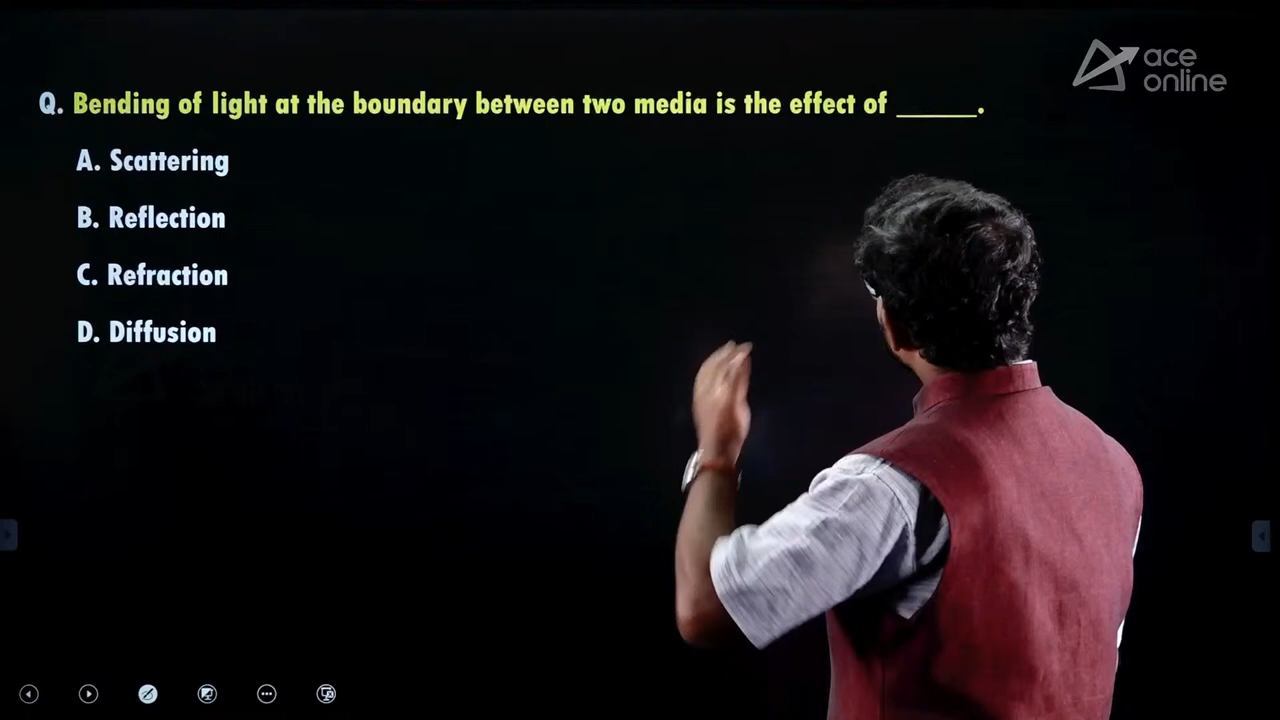 ace
online
Q. Bending of light at the boundary between two media is the effect of _____.
A. Scattering
B. Reflection
C. Refraction
D. Diffusion